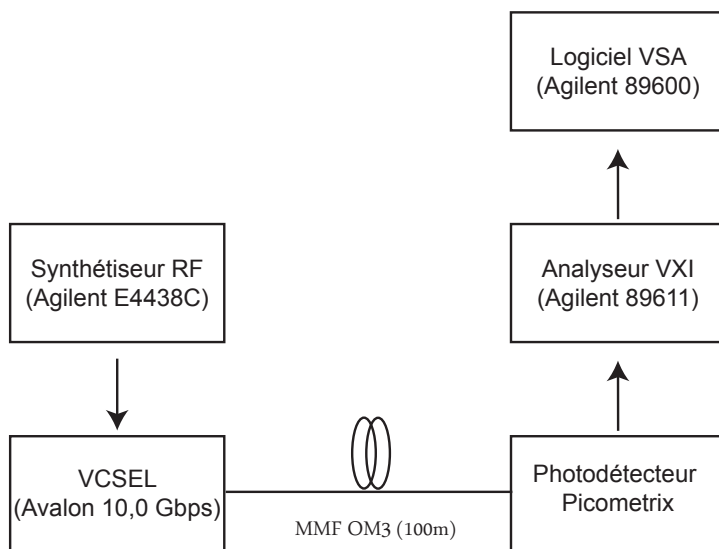 Logiciel VSA
(Agilent 89600)
Synthétiseur RF
(Agilent E4438C)
Analyseur VXI
(Agilent 89611)
VCSEL
(Avalon 10,0 Gbps)
MMF OM3 (100m)
Photodétecteur
Picometrix